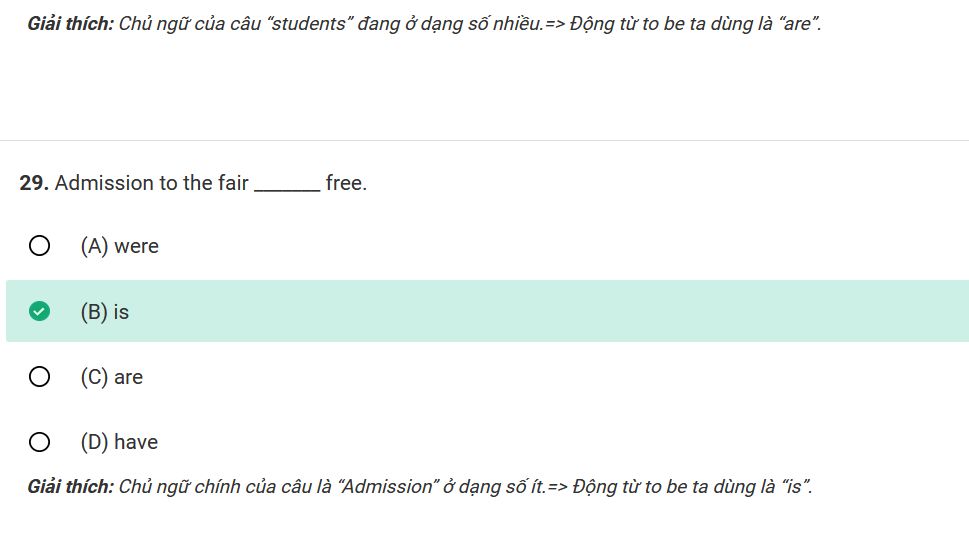 Giải thích: Chủ ngữ của câu “students” đang ở dạng số nhiều.=> Động từ to be ta dùng là “are”.
29. Admission to the fair _______ free.
(A) were
(B) is
(C) are
(D) have
Giải thích: Chủ ngữ chính của câu là “Admission” ở dạng số ít.=> Động từ to be ta dùng là “is”.